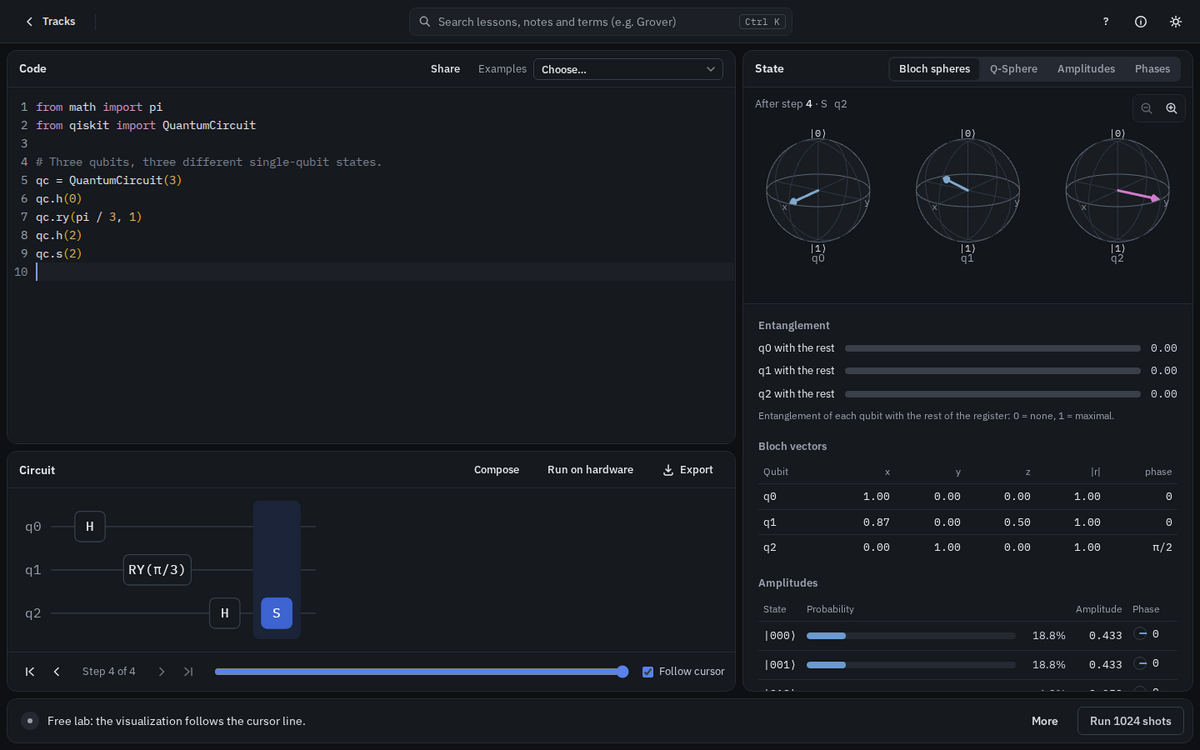 Tracks
Search lessons, notes and terms (e.g. Grover) Ctrl K
?
Code Share Examples Choose...
1 from math import pi
2 from qiskit import QuantumCircuit
3
4 # Three qubits, three different single-qubit states.
5 qc = QuantumCircuit(3)
6 qc.h(0)
7 qc.ry(pi / 3, 1)
8 qc.h(2)
9 qc.s(2)
10
Circuit Compose Run on hardware Export
q0 H
q1 RY(π/3)
q2 H S
Step 4 of 4 Follow cursor
State Bloch spheres Q-Sphere Amplitudes Phases
After step 4 · S q2
|0⟩ |0⟩ |0⟩
x y x y x y
|1⟩ |1⟩ |1⟩
q0 q1 q2
Entanglement
q0 with the rest 0.00
q1 with the rest 0.00
q2 with the rest 0.00
Entanglement of each qubit with the rest of the register: 0 = none, 1 = maximal.
Bloch vectors
Qubit x y z |r| phase
q0 1.00 0.00 0.00 1.00 0
q1 0.87 0.00 0.50 1.00 0
q2 0.00 1.00 0.00 1.00 π/2
Amplitudes
State Probability Amplitude Phase
|000⟩ 18.8% 0.433 0
|001⟩ 18.8% 0.433 0
Free lab: the visualization follows the cursor line. More Run 1024 shots